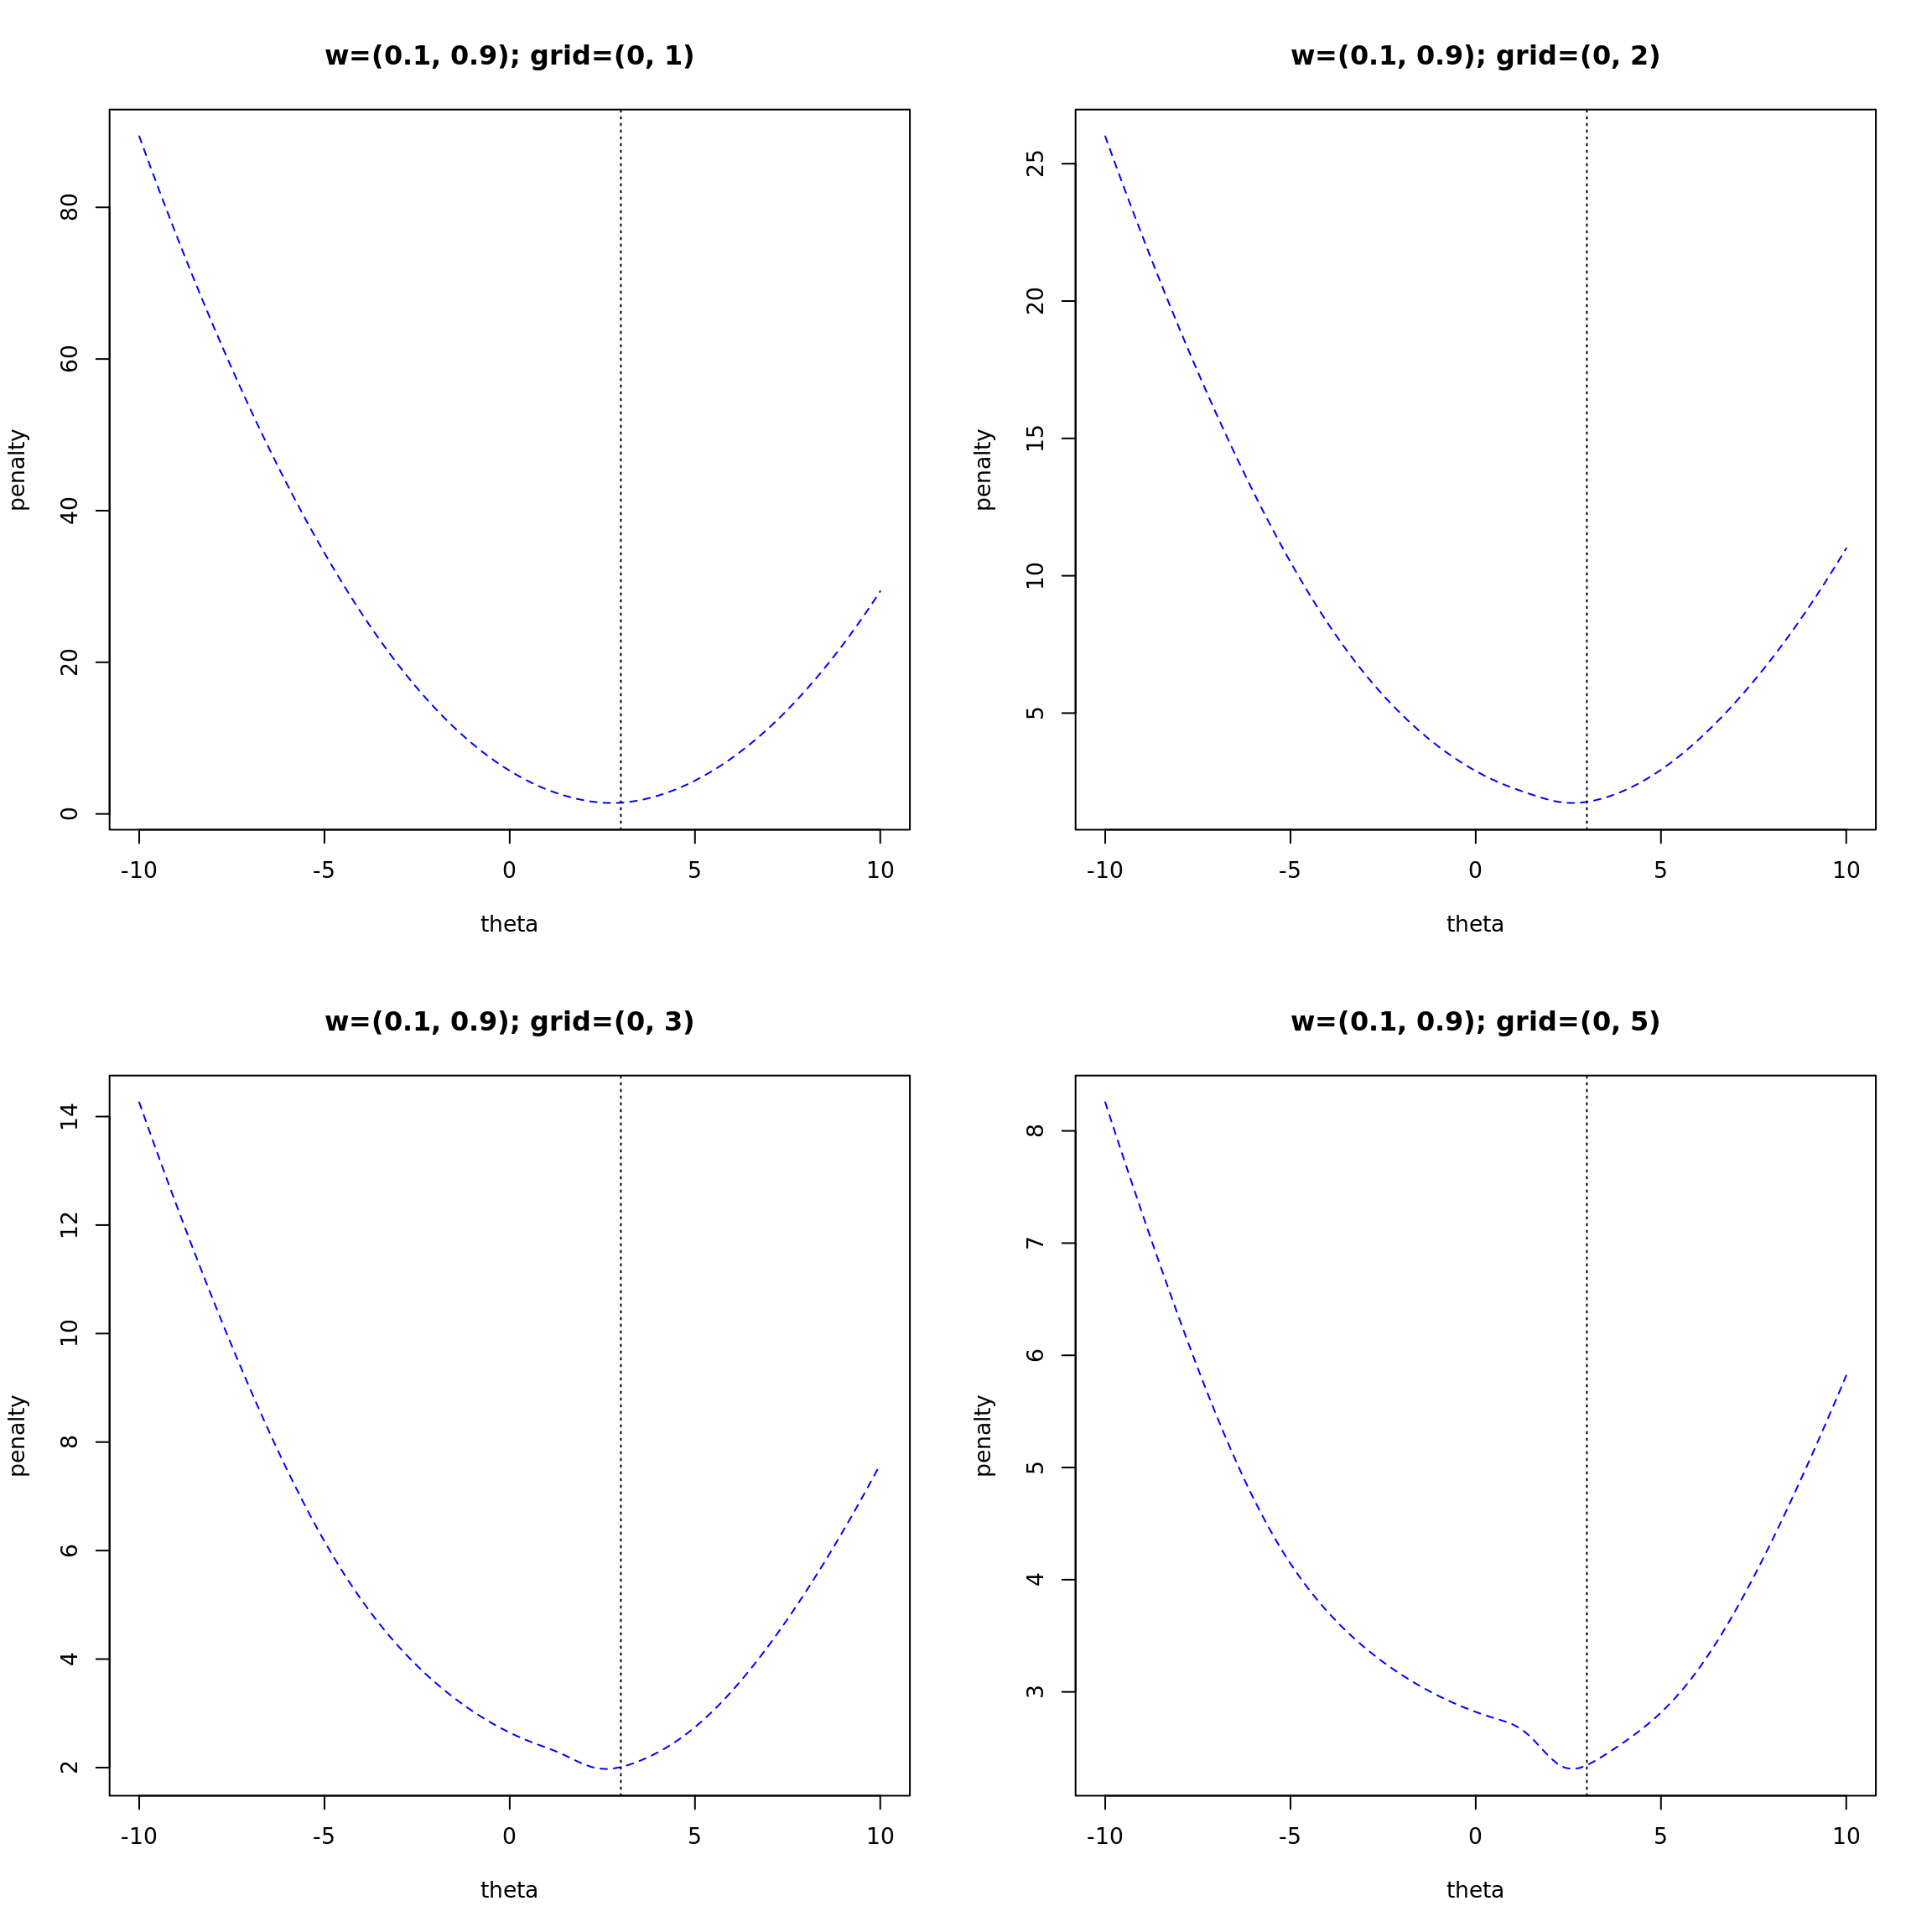 w=(0.1, 0.9); grid=(0, 1)
penalty
80
60
40
20
0
-10 -5 0 5 10
theta
w=(0.1, 0.9); grid=(0, 2)
penalty
25
20
15
10
5
-10 -5 0 5 10
theta
w=(0.1, 0.9); grid=(0, 3)
penalty
14
12
10
8
6
4
2
-10 -5 0 5 10
theta
w=(0.1, 0.9); grid=(0, 5)
penalty
8
7
6
5
4
3
-10 -5 0 5 10
theta